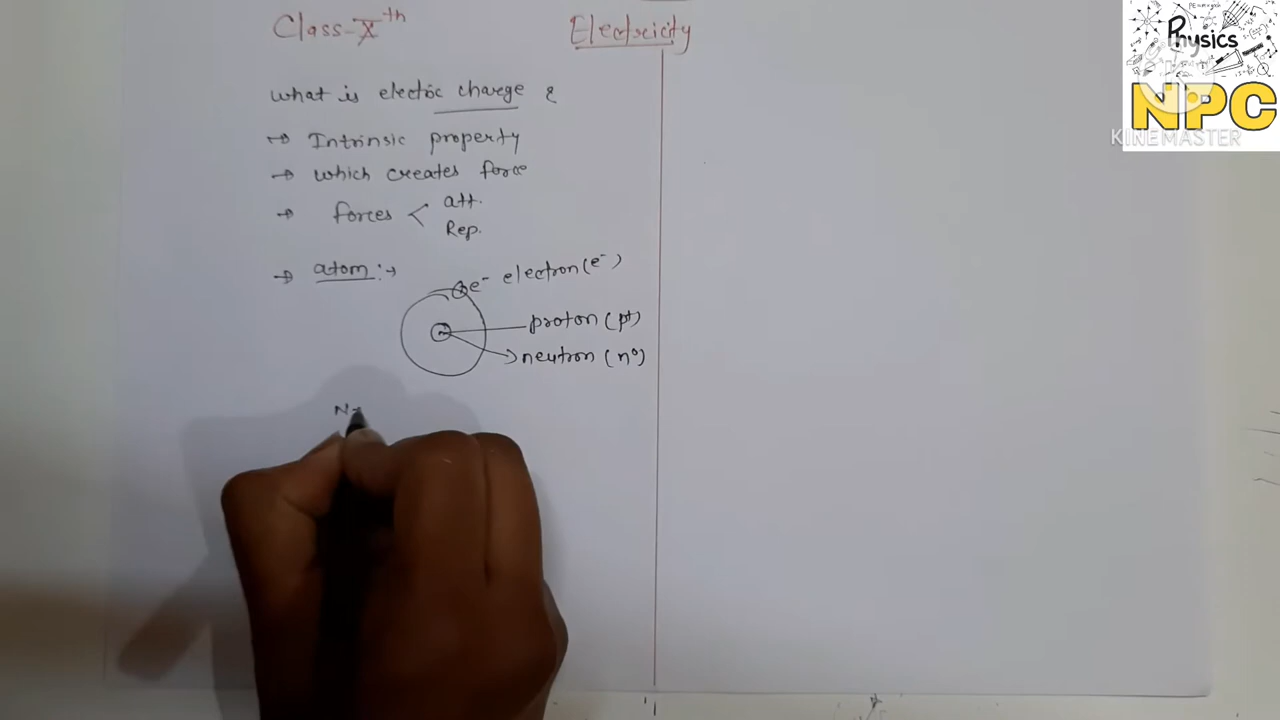 Class-Xth
Electricity
What is electric charge ?
→ Intrinsic property
→ which creates force
→ forces < att.
Rep.
→ atom :→
e⁻ electron (e⁻)
proton (p⁺)
neutron (n⁰)
Physics
NPC
KINEMASTER